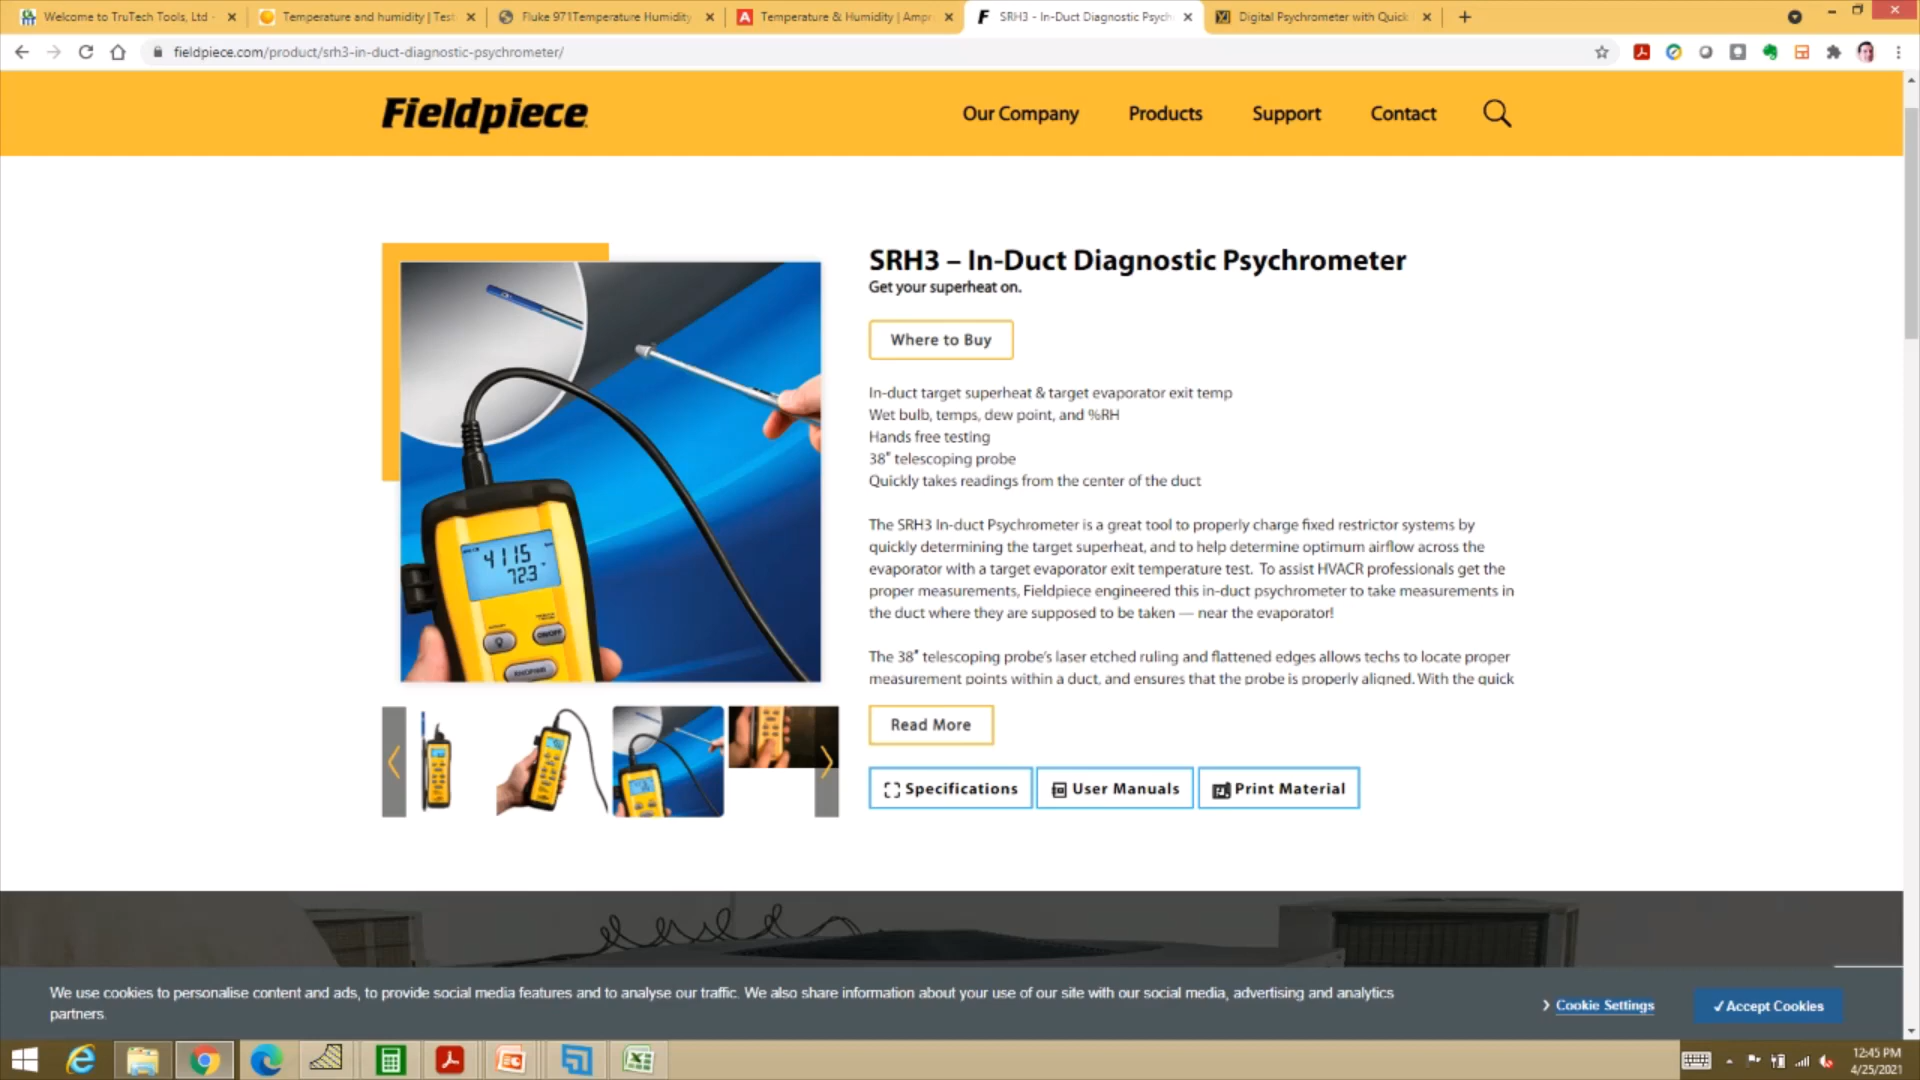 Welcome to TruTech Tools, Ltd -
Temperature and humidity | Test
Fluke 971Temperature Humidity
Temperature & Humidity | Ampr
SRH3 - In-Duct Diagnostic Psych
Digital Psychrometer with Quick
fieldpiece.com/product/srh3-in-duct-diagnostic-psychrometer/
Fieldpiece
Our Company
Products
Support
Contact
SRH3 – In-Duct Diagnostic Psychrometer
Get your superheat on.
Where to Buy
In-duct target superheat & target evaporator exit temp
Wet bulb, temps, dew point, and %RH
Hands free testing
38" telescoping probe
Quickly takes readings from the center of the duct
The SRH3 In-duct Psychrometer is a great tool to properly charge fixed restrictor systems by
quickly determining the target superheat, and to help determine optimum airflow across the
evaporator with a target evaporator exit temperature test. To assist HVACR professionals get the
proper measurements, Fieldpiece engineered this in-duct psychrometer to take measurements in
the duct where they are supposed to be taken — near the evaporator!
The 38" telescoping probe's laser etched ruling and flattened edges allows techs to locate proper
measurement points within a duct, and ensures that the probe is properly aligned. With the quick
4115
72.3
ON/OFF
Read More
Specifications
User Manuals
Print Material
We use cookies to personalise content and ads, to provide social media features and to analyse our traffic. We also share information about your use of our site with our social media, advertising and analytics
partners.
Cookie Settings
✓Accept Cookies
12:45 PM
4/25/2021